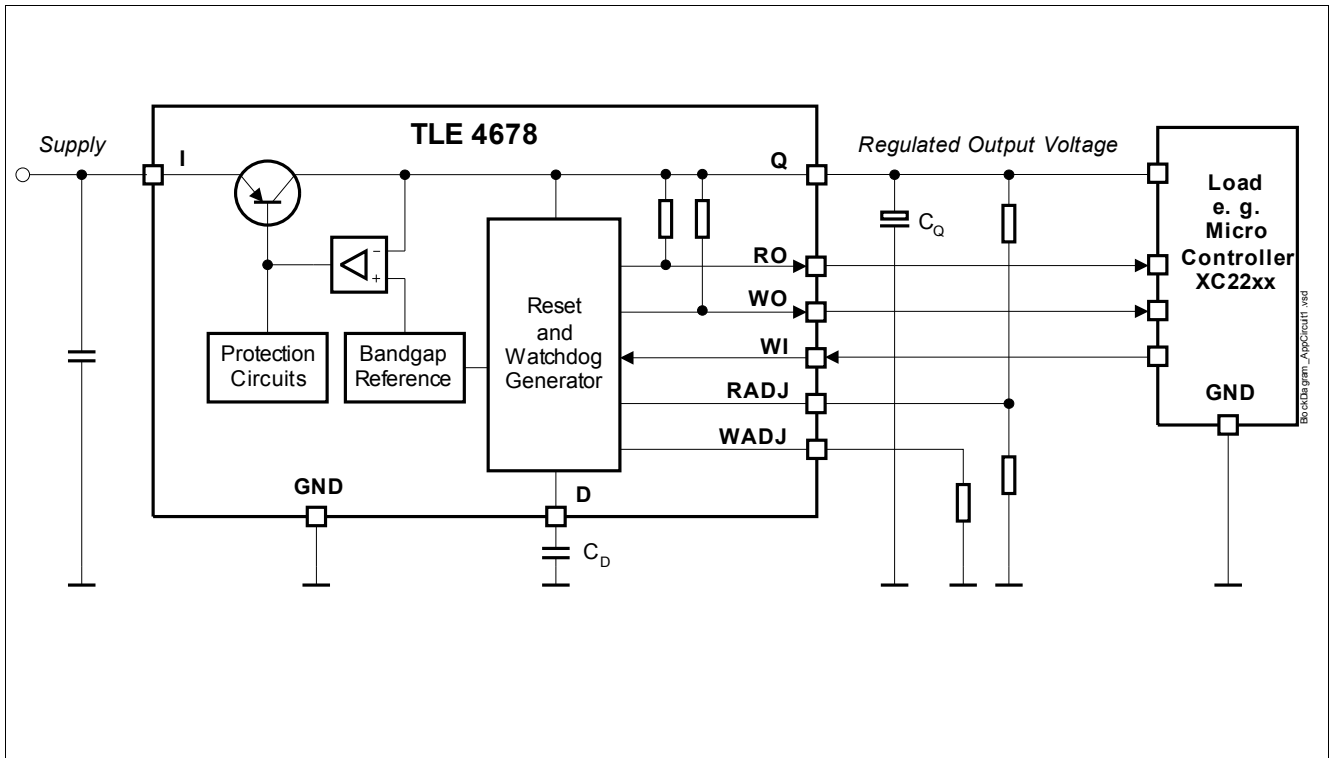 TLE 4678
Supply
I
Q
Regulated Output Voltage
Load
e. g.
Micro
Controller
XC22xx
C_Q
−
+
RO
WO
WI
RADJ
WADJ
Reset
and
Watchdog
Generator
Protection
Circuits
Bandgap
Reference
GND
D
C_D
GND
BlockDiagram_AppCircuit1.vsd